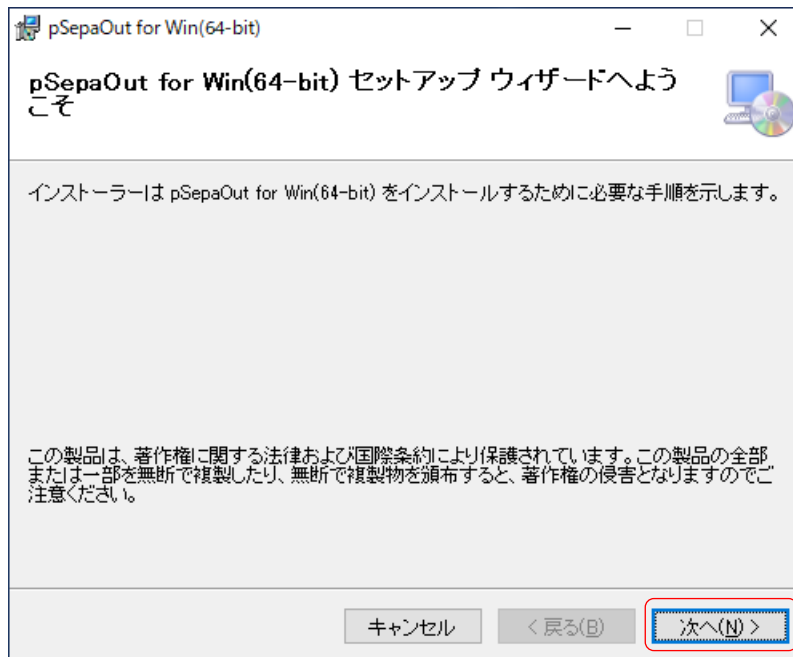 pSepaOut for Win(64-bit)
pSepaOut for Win(64-bit) セットアップ ウィザードへよう
こそ
インストーラーは pSepaOut for Win(64-bit) をインストールするために必要な手順を示します。
この製品は、著作権に関する法律および国際条約により保護されています。この製品の全部
または一部を無断で複製したり、無断で複製物を頒布すると、著作権の侵害となりますのでご
注意ください。
キャンセル
< 戻る(B)
次へ(N) >